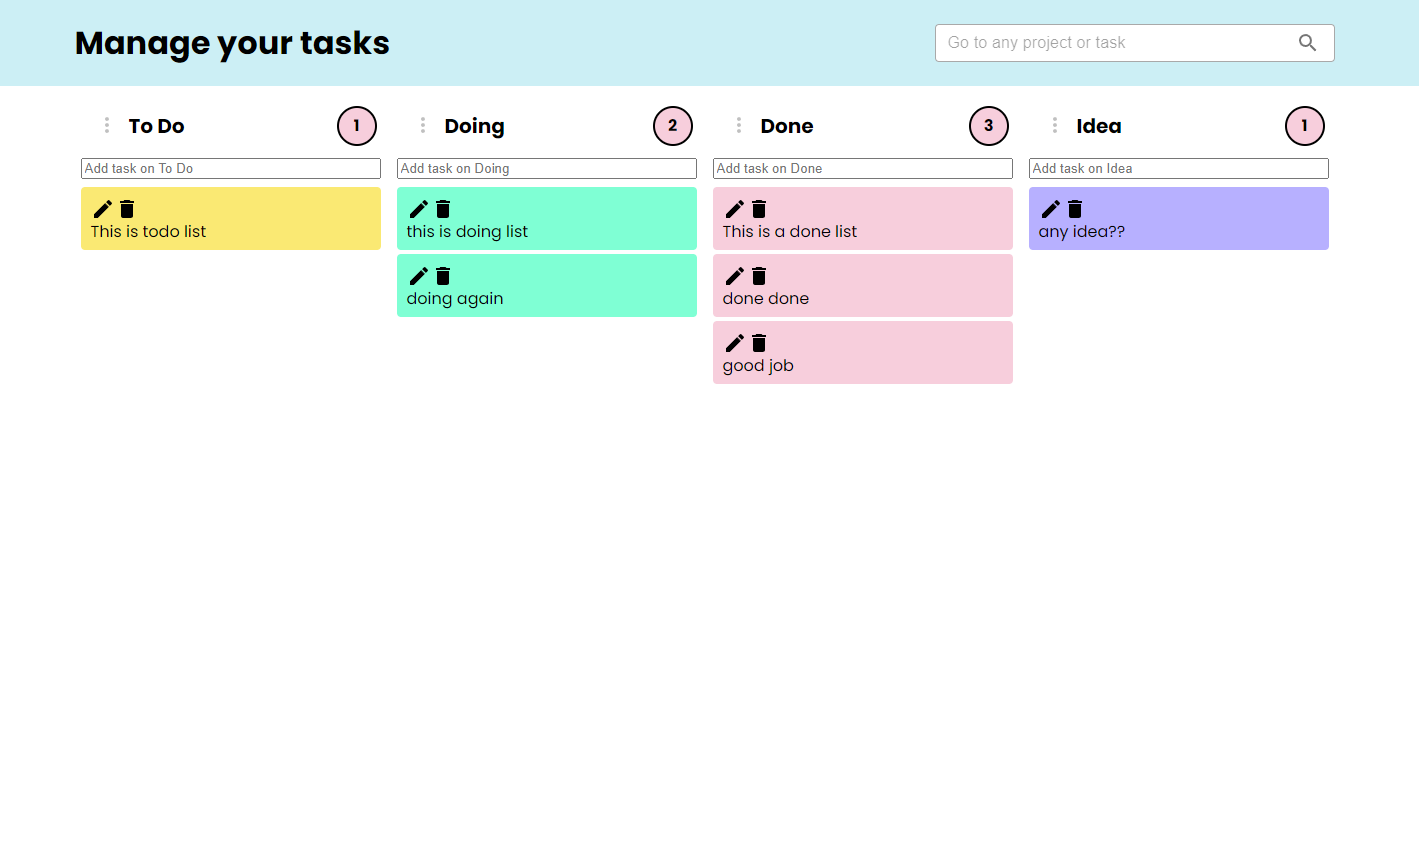 Manage your tasks
Go to any project or task
To Do
1
Doing
2
Done
3
Idea
1
Add task on To Do
Add task on Doing
Add task on Done
Add task on Idea
This is todo list
this is doing list
This is a done list
any idea??
doing again
done done
good job